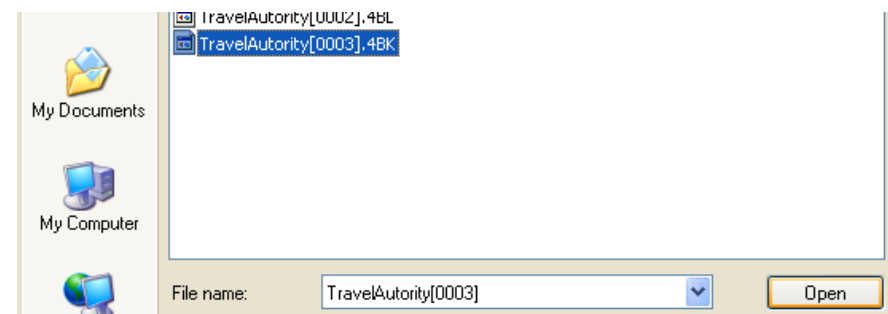 TravelAutority[0002].4BL
TravelAutority[0003].4BK
My Documents
My Computer
File name:
TravelAutority[0003]
Open